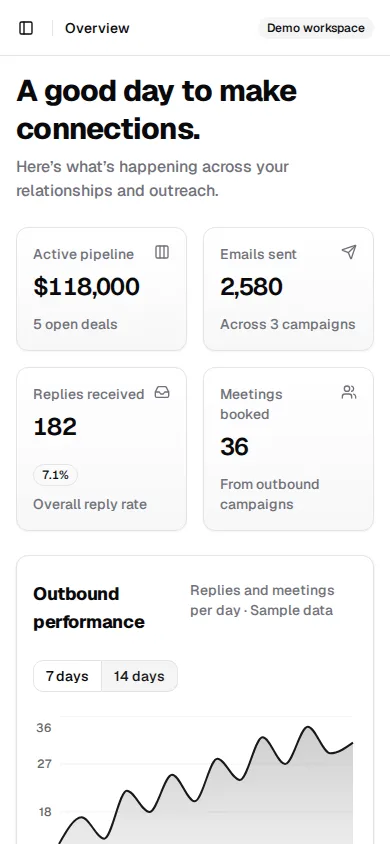 Overview
Demo workspace
A good day to make
connections.
Here’s what’s happening across your
relationships and outreach.
Active pipeline
$118,000
5 open deals
Emails sent
2,580
Across 3 campaigns
Replies received
182
7.1%
Overall reply rate
Meetings
booked
36
From outbound
campaigns
Outbound
performance
Replies and meetings
per day · Sample data
7 days
14 days
36
27
18